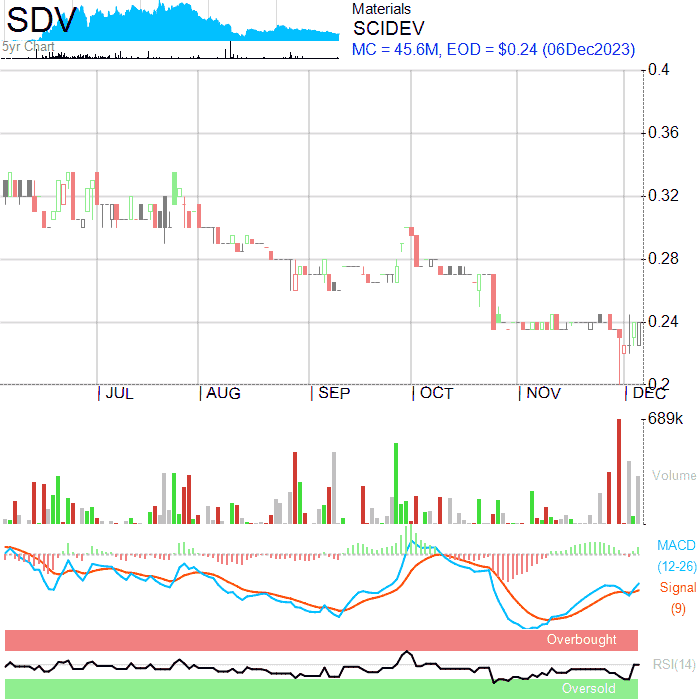 SDV
5yr Chart
Materials
SCIDEV
MC = 45.6M, EOD = $0.24 (06Dec2023)
0.4
0.36
0.32
0.28
0.24
0.2
JUL AUG SEP OCT NOV DEC
689k
Volume
MACD
(12-26)
Signal
(9)
Overbought
RSI(14)
Oversold